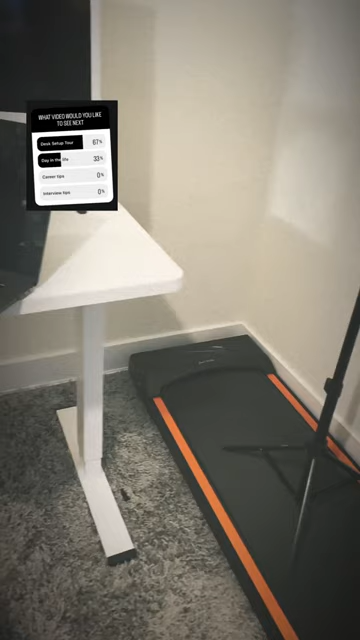 WHAT VIDEO WOULD YOU LIKE
TO SEE NEXT
Desk Setup Tour 67%
Day in the life 33%
Career tips 0%
Interview tips 0%